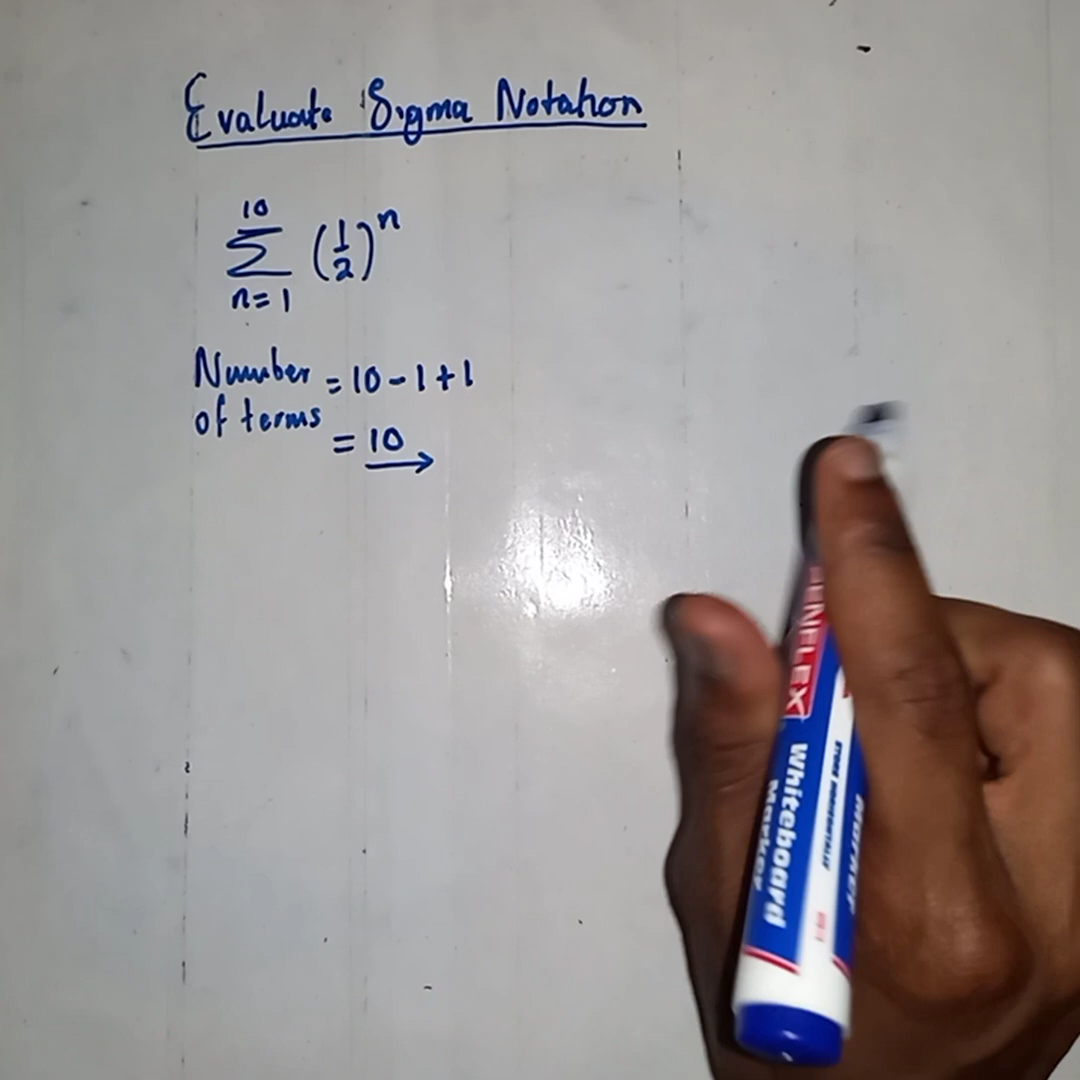 Evaluate Sigma Notation
10
∑ (1/2)^n
n=1
Number = 10-1+1
of terms
= 10
Whiteboard
Marker